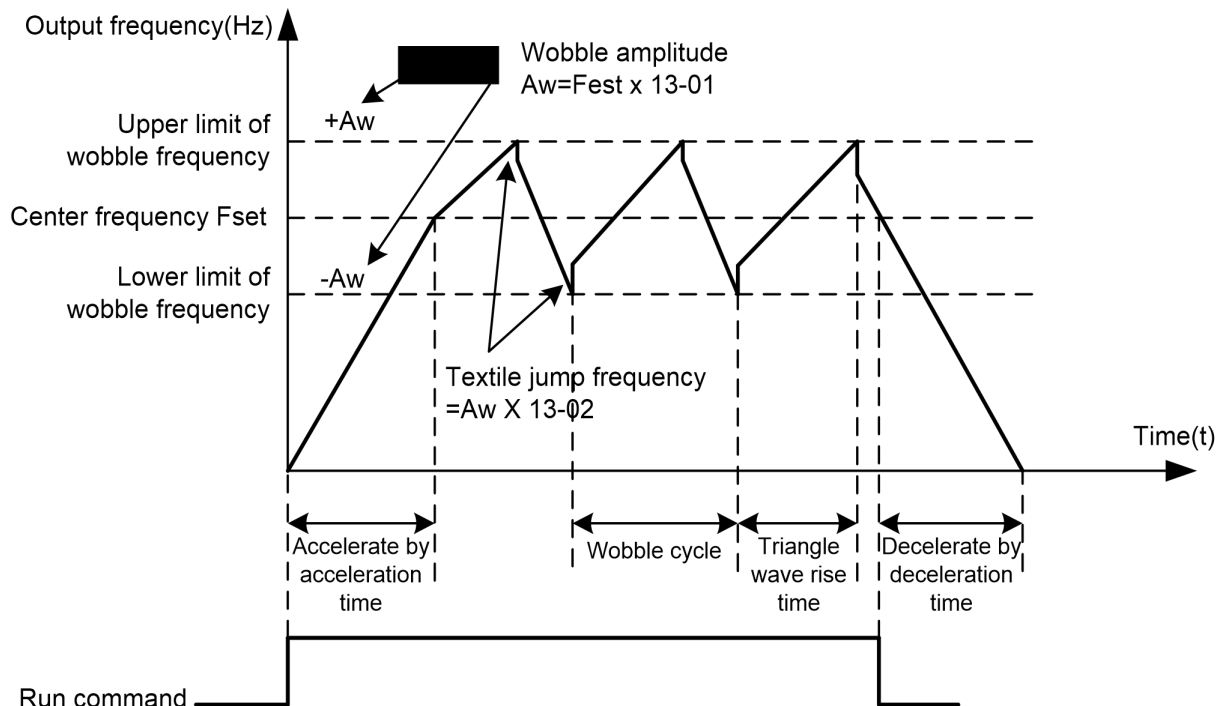 Output frequency(Hz)
Wobble amplitude
Aw=Fest x 13-01
Upper limit of
wobble frequency
+Aw
Center frequency Fset
Lower limit of
wobble frequency
-Aw
Textile jump frequency
=Aw X 13-02
Time(t)
Accelerate by
acceleration
time
Wobble cycle
Triangle
wave rise
time
Decelerate by
deceleration
time
Run command